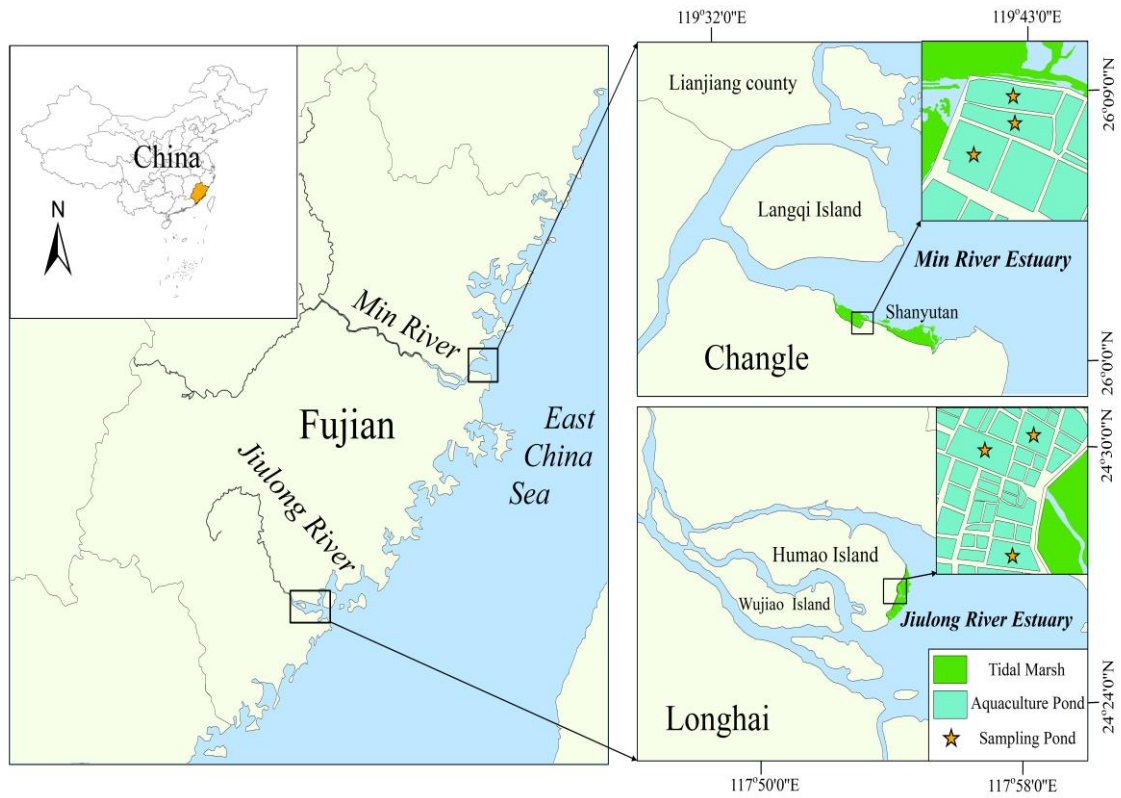 China
N
Min River
Fujian
Jiulong River
East
China
Sea
119°32'0"E
119°43'0"E
Lianjiang county
Langqi Island
Min River Estuary
Shanyutan
Changle
26°09'0"N
26°0'0"N
Humao Island
Wujiao Island
Jiulong River Estuary
Longhai
24°30'0"N
24°24'0"N
Tidal Marsh
Aquaculture Pond
Sampling Pond
117°50'0"E
117°58'0"E